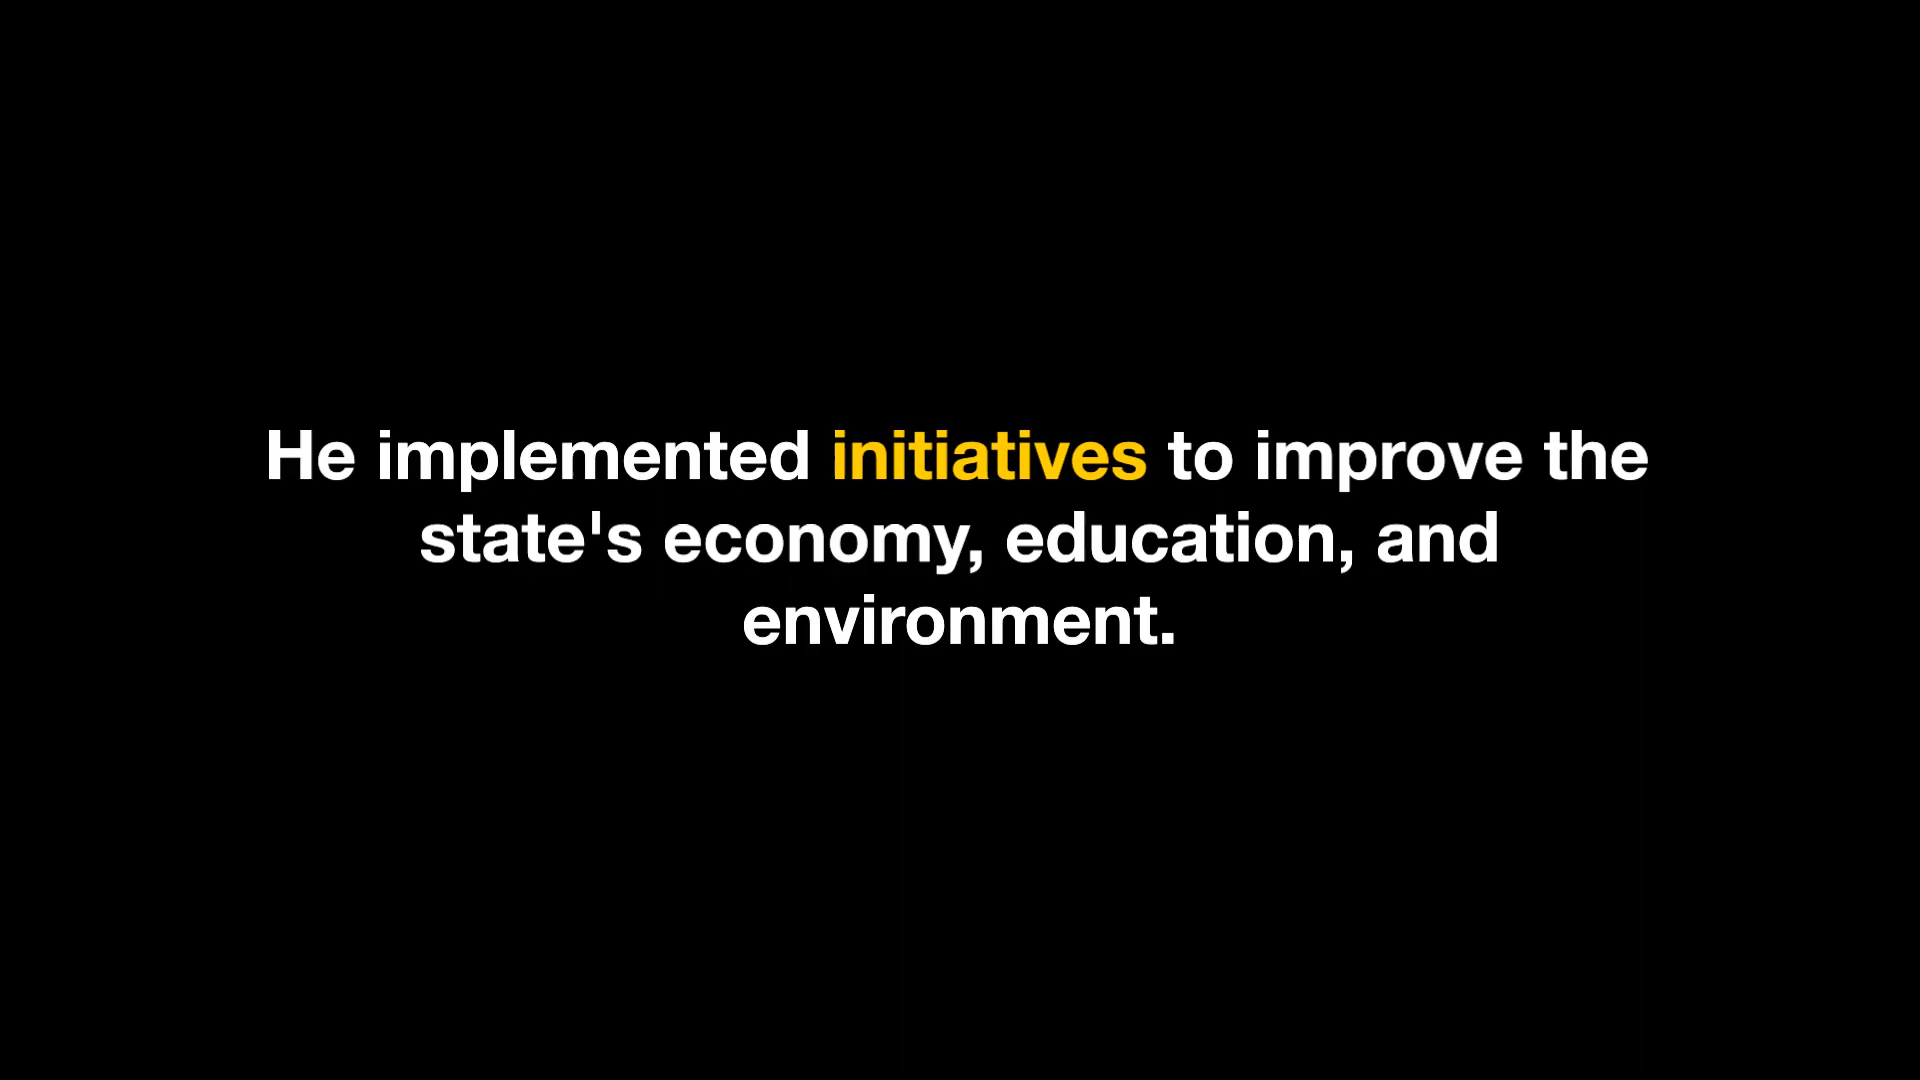 He implemented initiatives to improve the
state's economy, education, and
environment.